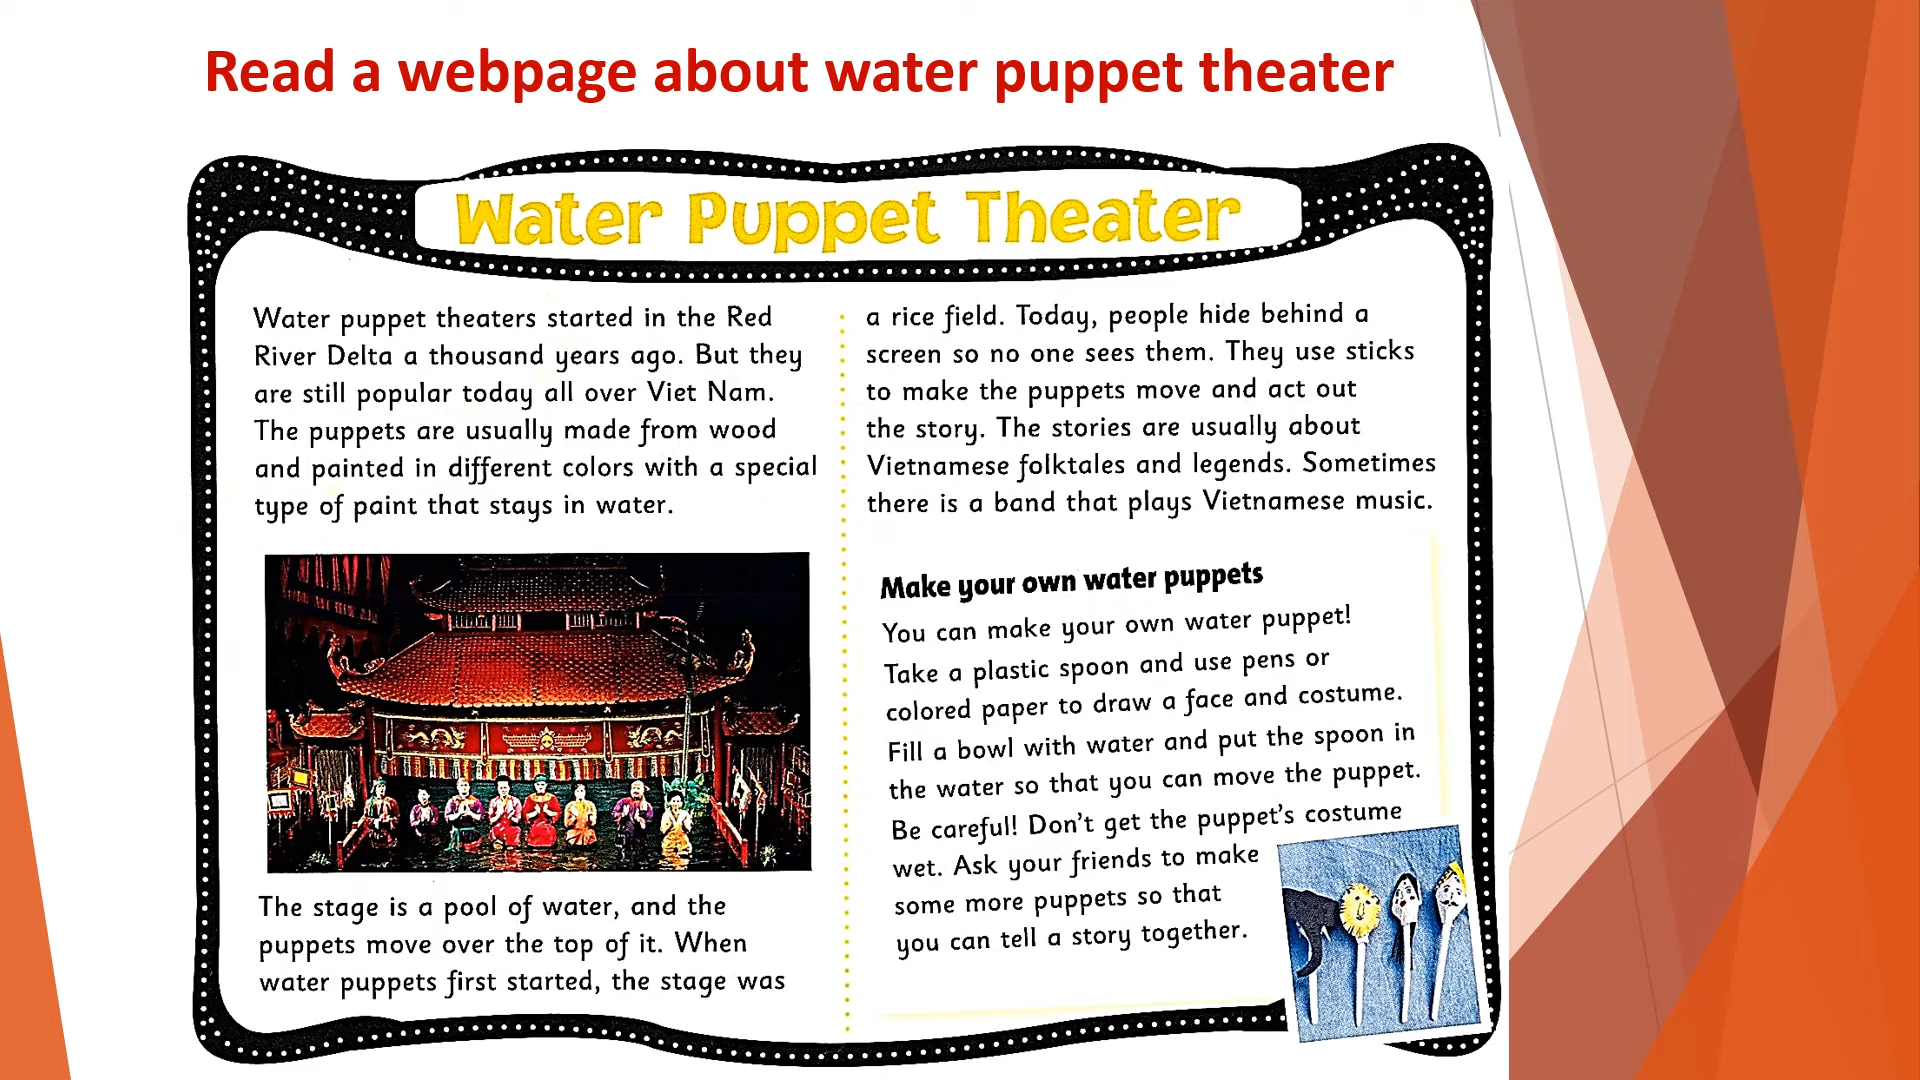 Read a webpage about water puppet theater
Water Puppet Theater
Water puppet theaters started in the Red
River Delta a thousand years ago. But they
are still popular today all over Viet Nam.
The puppets are usually made from wood
and painted in different colors with a special
type of paint that stays in water.
The stage is a pool of water, and the
puppets move over the top of it. When
water puppets first started, the stage was
a rice field. Today, people hide behind a
screen so no one sees them. They use sticks
to make the puppets move and act out
the story. The stories are usually about
Vietnamese folktales and legends. Sometimes
there is a band that plays Vietnamese music.
Make your own water puppets
You can make your own water puppet!
Take a plastic spoon and use pens or
colored paper to draw a face and costume.
Fill a bowl with water and put the spoon in
the water so that you can move the puppet.
Be careful! Don't get the puppet's costume
wet. Ask your friends to make
some more puppets so that
you can tell a story together.